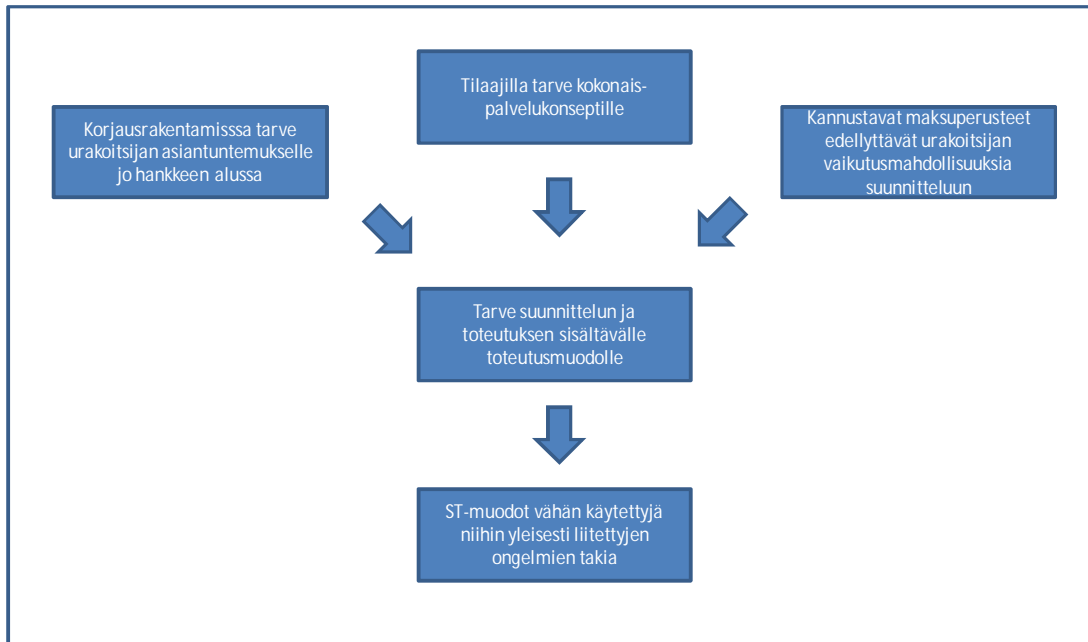 Tilaajilla tarve kokonais-
palvelukonseptille
Korjausrakentamisssa tarve
urakoitsijan asiantuntemukselle
jo hankkeen alussa
Kannustavat maksuperusteet
edellyttävät urakoitsijan
vaikutusmahdollisuuksia
suunnitteluun
Tarve suunnittelun ja
toteutuksen sisältävälle
toteutusmuodolle
ST-muodot vähän käytettyjä
niihin yleisesti liitettyjen
ongelmien takia